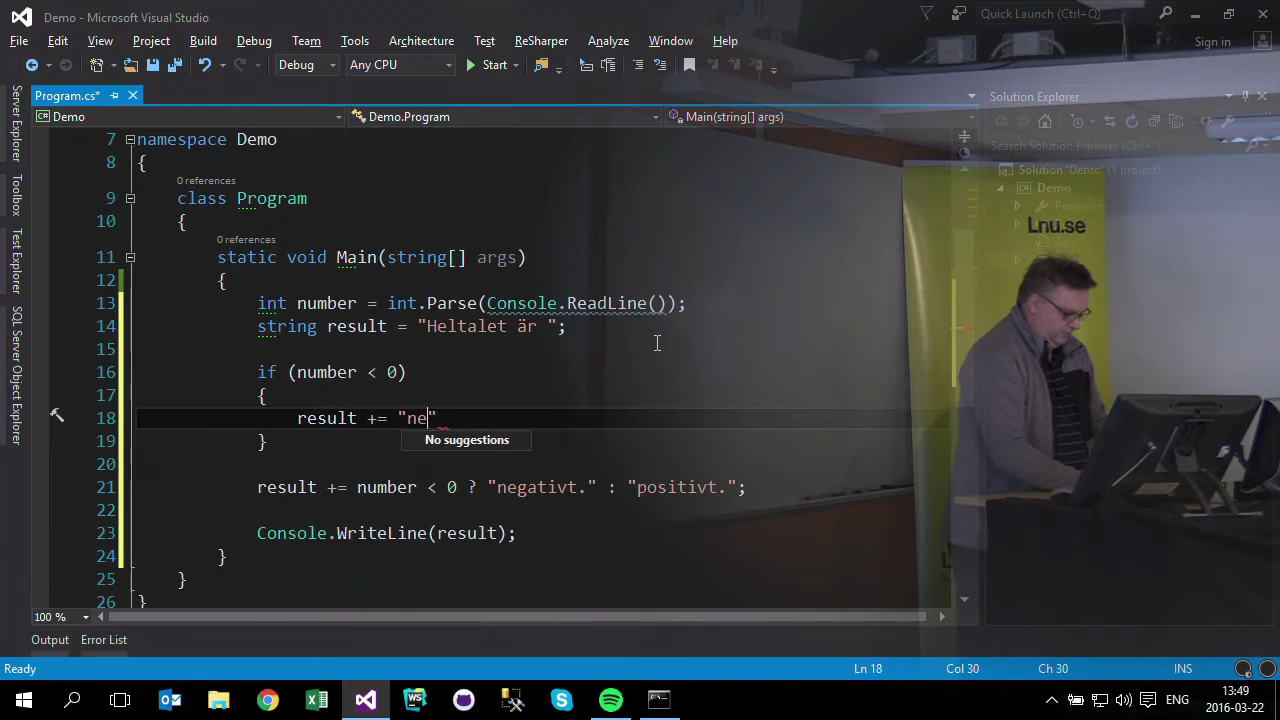 Demo - Microsoft Visual Studio
Quick Launch (Ctrl+Q)
File Edit View Project Build Debug Team Tools Architecture Test ReSharper Analyze Window Help
Sign in
Debug Any CPU Start
Program.cs*
Solution Explorer
Demo Demo.Program Main(string[] args)
Search Solution Explorer (Ctrl+
Solution 'Demo' (1 project)
Demo
Lnu.se
Server Explorer
Toolbox
Test Explorer
SQL Server Object Explorer
7 namespace Demo
8 {
0 references
9 class Program
10 {
0 references
11 static void Main(string[] args)
12 {
13 int number = int.Parse(Console.ReadLine());
14 string result = "Heltalet är ";
15
16 if (number < 0)
17 {
18 result += "ne"
19 }
No suggestions
20
21 result += number < 0 ? "negativt." : "positivt.";
22
23 Console.WriteLine(result);
24 }
25 }
26 }
100 %
Output Error List
Ready Ln 18 Col 30 Ch 30 INS
ENG
13:49
2016-03-22